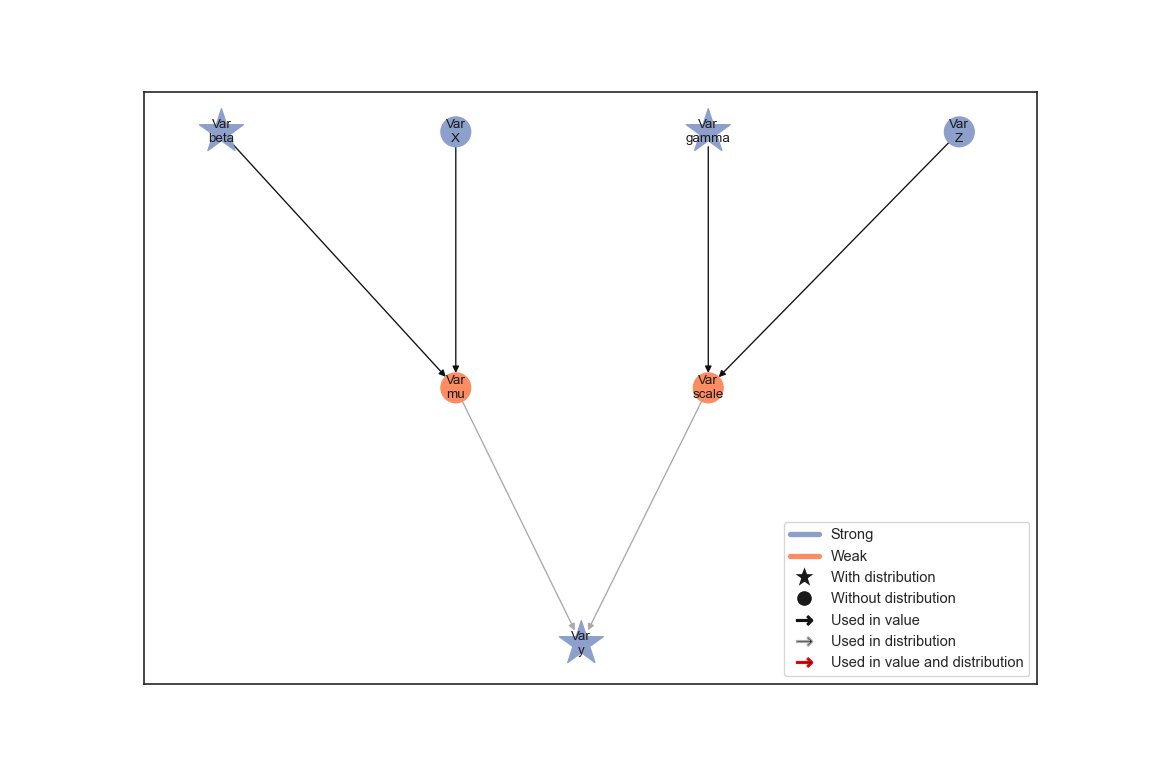 Var
beta
Var
X
Var
gamma
Var
Z
Var
mu
Var
scale
Var
y
Strong
Weak
With distribution
Without distribution
Used in value
Used in distribution
Used in value and distribution